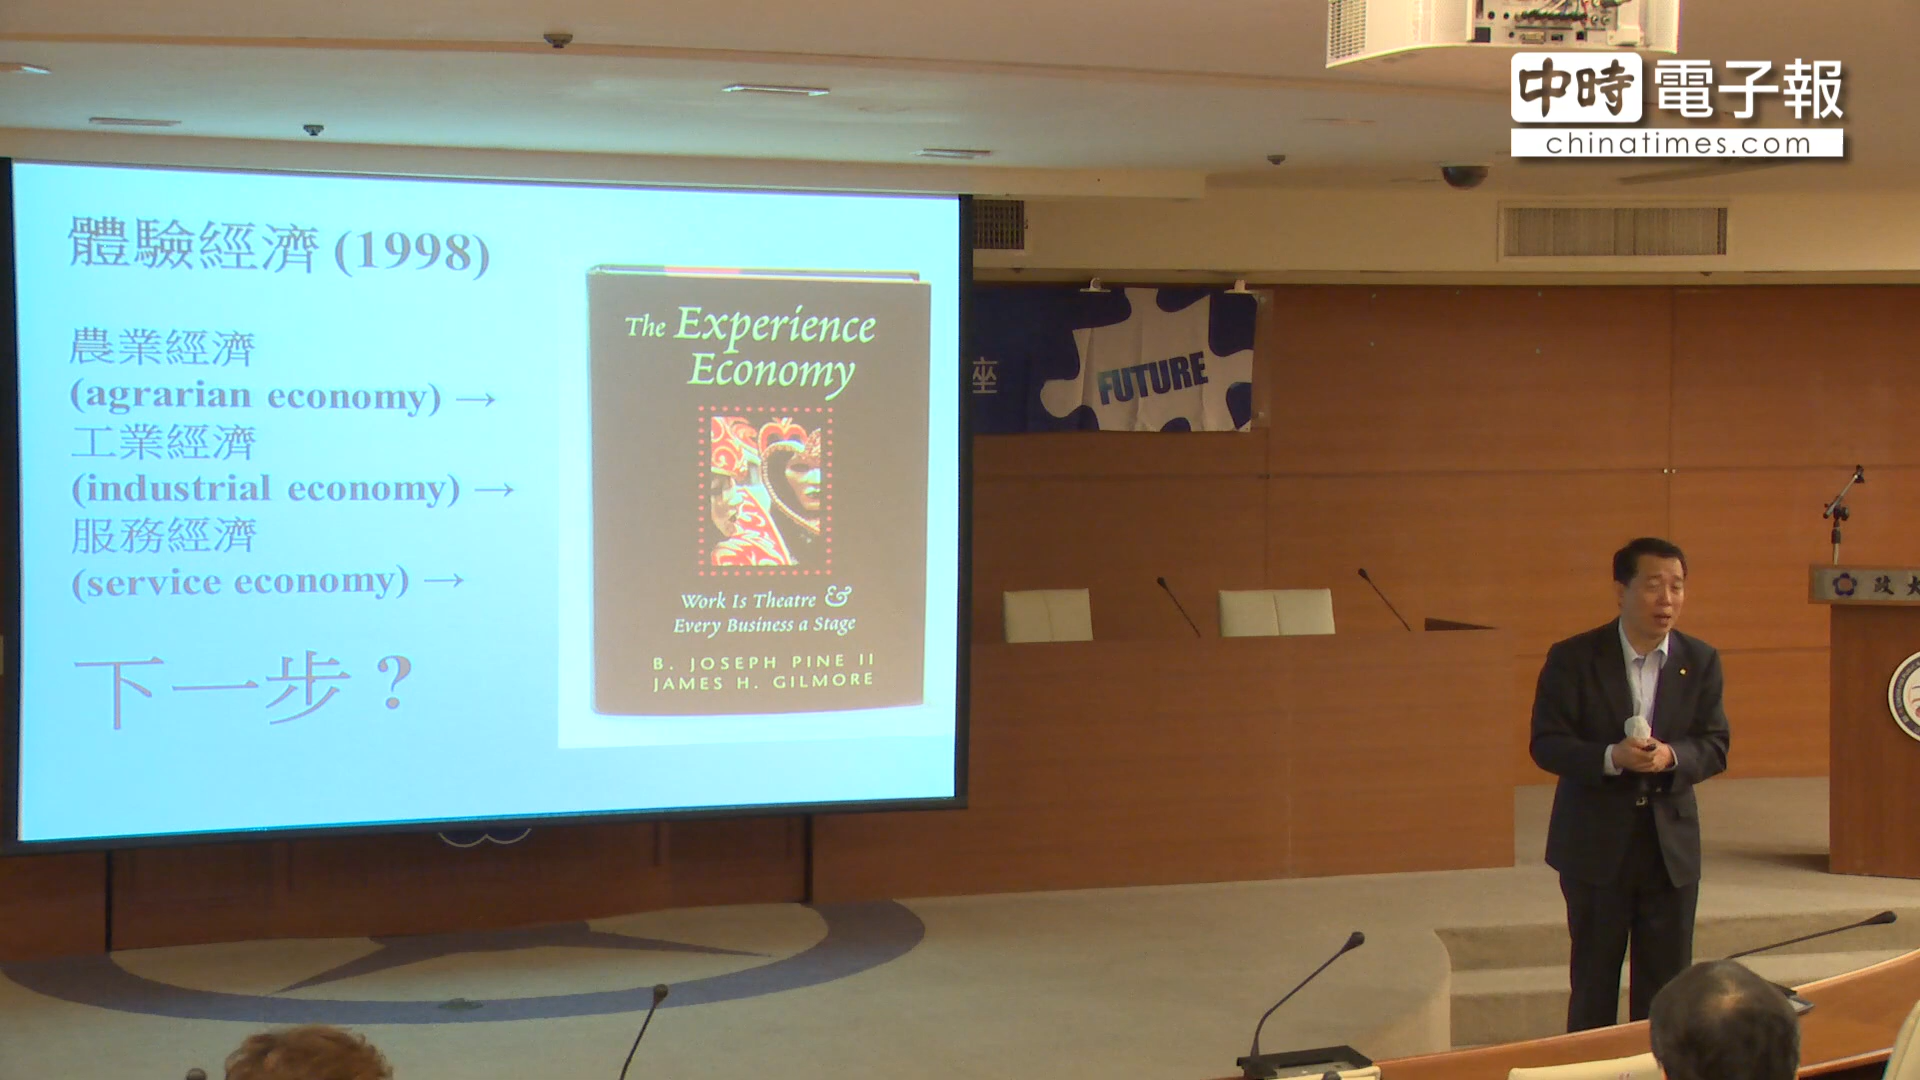 中時 電子報
chinatimes.com
體驗經濟 (1998)
農業經濟
(agrarian economy) →
工業經濟
(industrial economy) →
服務經濟
(service economy) →
下一步？
The Experience
Economy
Work Is Theatre &
Every Business a Stage
B. JOSEPH PINE II
JAMES H. GILMORE
座
FUTURE
政大